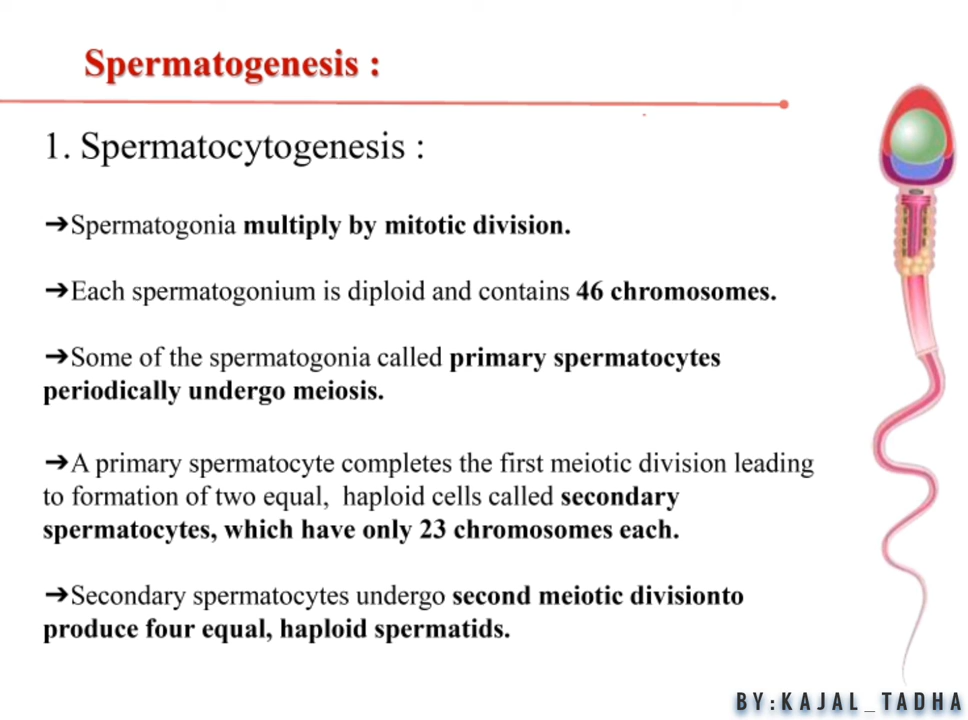 Spermatogenesis :
1. Spermatocytogenesis :
➔Spermatogonia multiply by mitotic division.
➔Each spermatogonium is diploid and contains 46 chromosomes.
➔Some of the spermatogonia called primary spermatocytes
periodically undergo meiosis.
➔A primary spermatocyte completes the first meiotic division leading
to formation of two equal,  haploid cells called secondary
spermatocytes, which have only 23 chromosomes each.
➔Secondary spermatocytes undergo second meiotic divisionto
produce four equal, haploid spermatids.
BY:KAJAL_TADHA